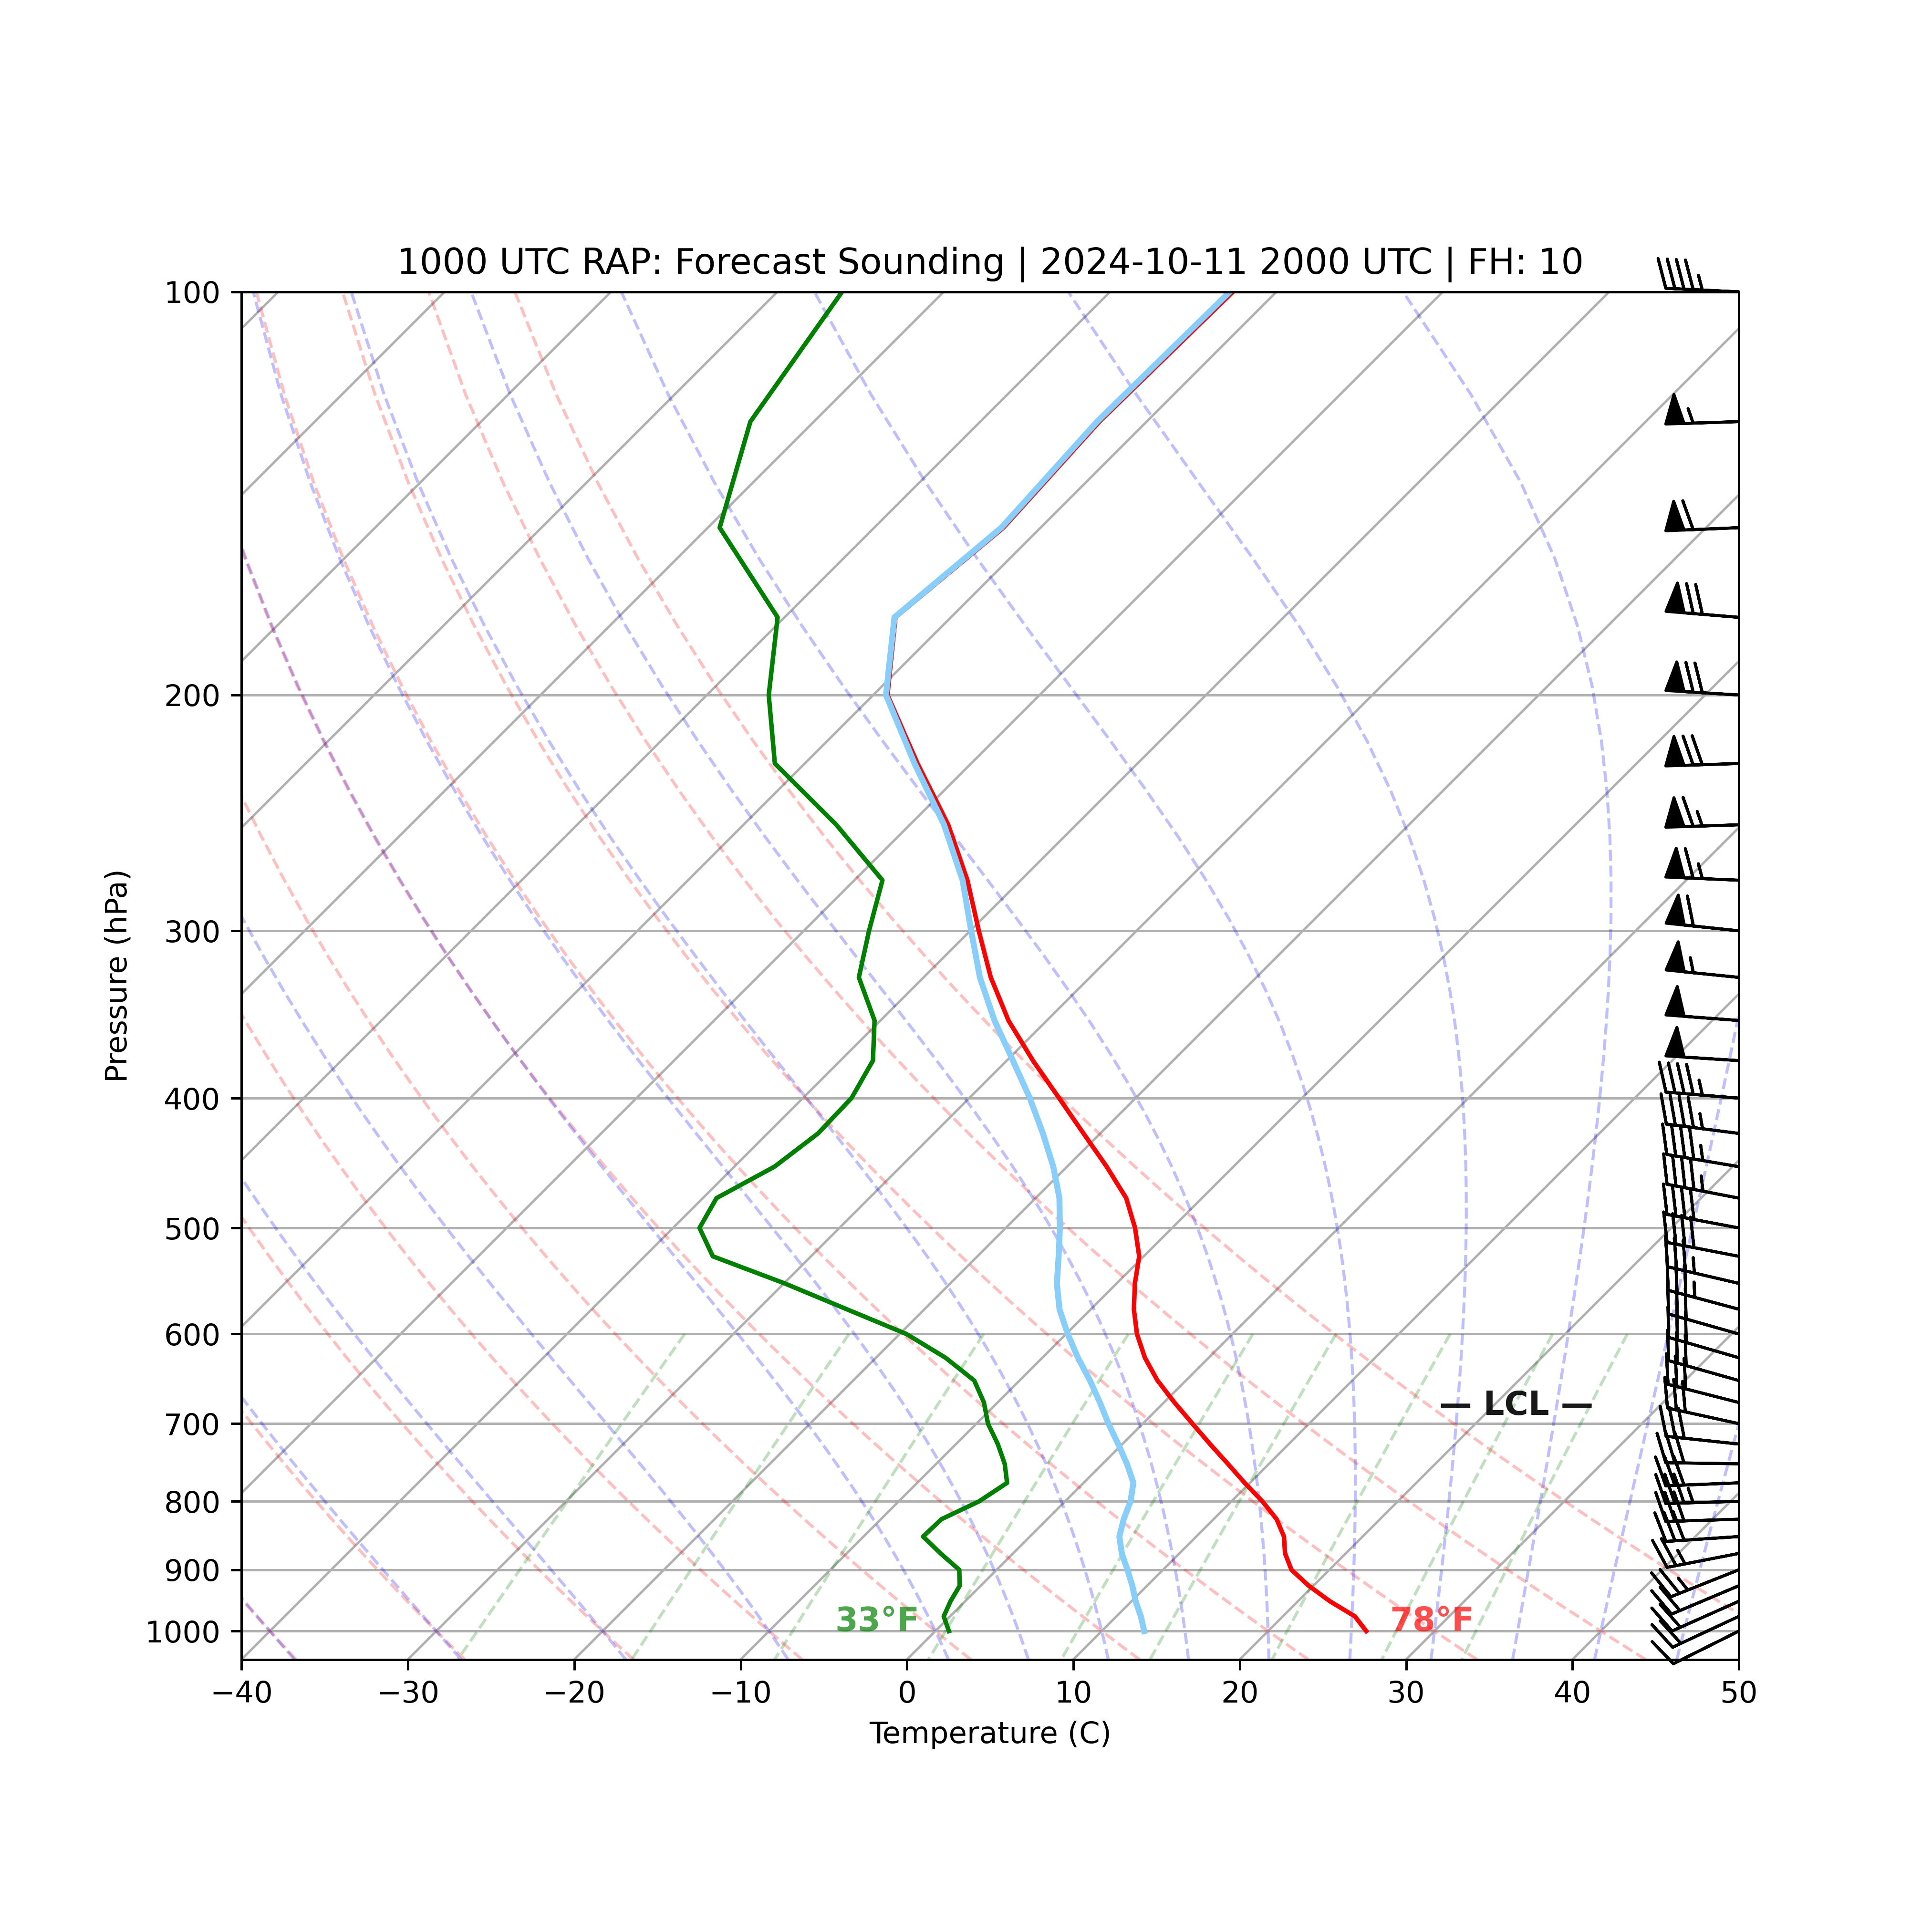 1000 UTC RAP: Forecast Sounding | 2024-10-11 2000 UTC | FH: 10
100
200
300
400
500
600
700
800
900
1000
Pressure (hPa)
— LCL —
33°F
78°F
−40 −30 −20 −10 0 10 20 30 40 50
Temperature (C)